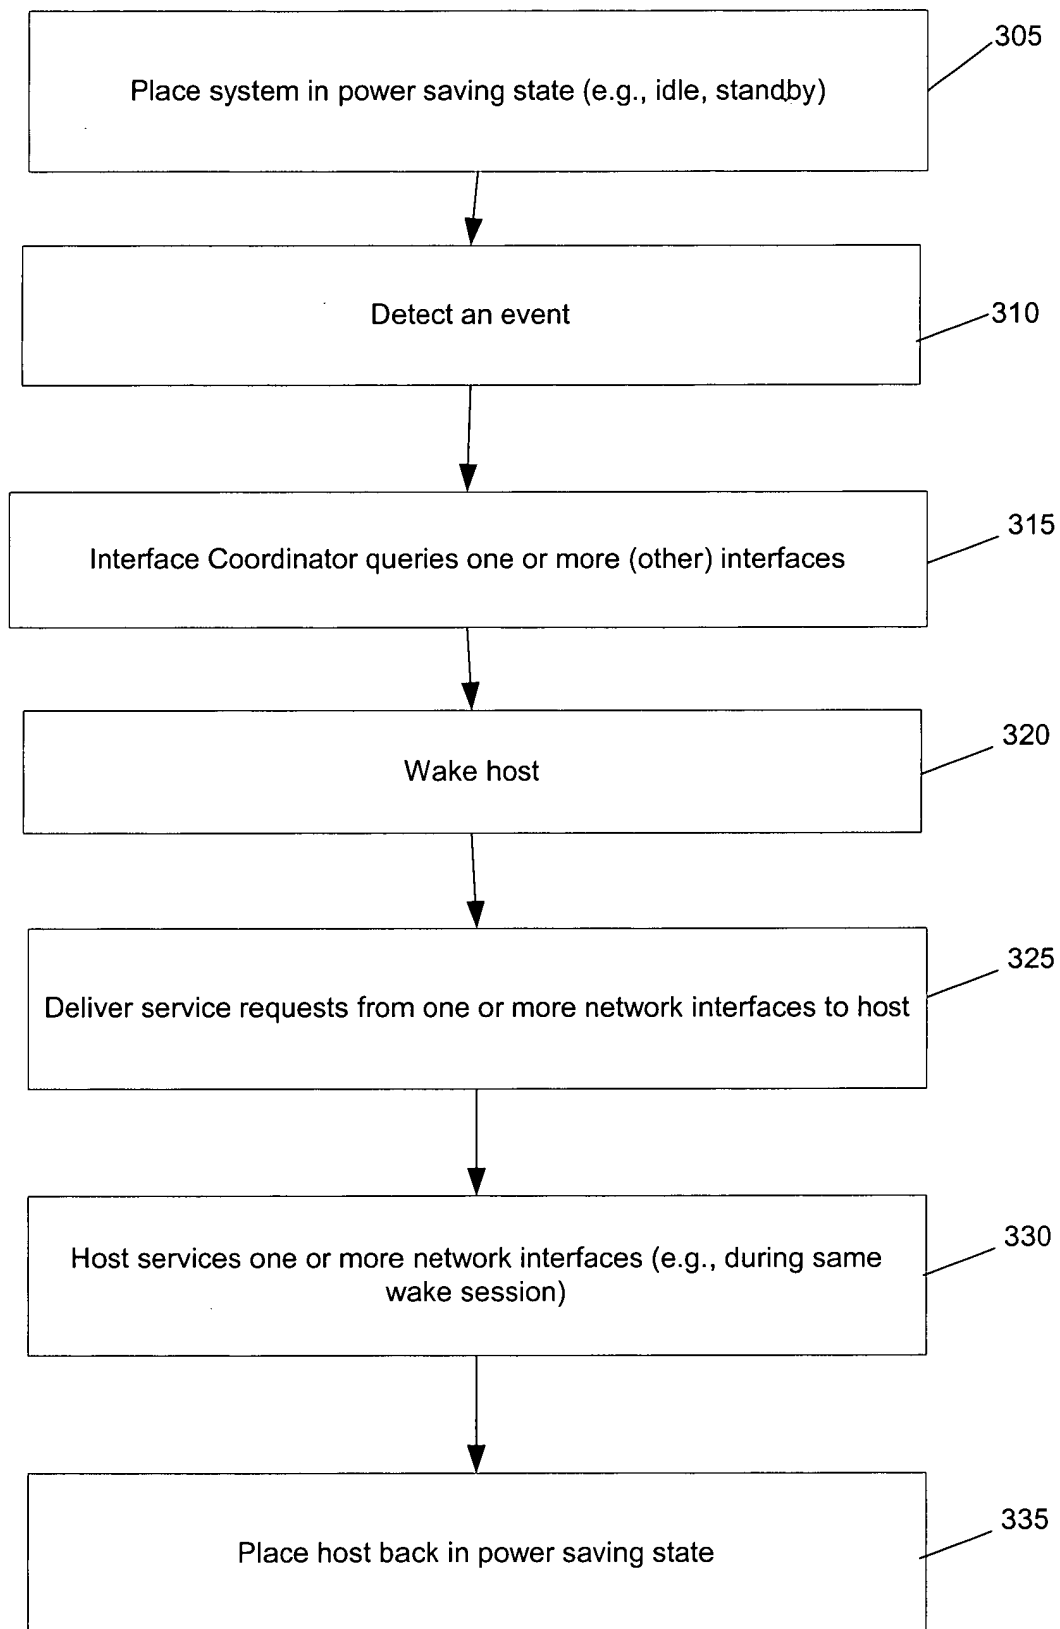 305
Place system in power saving state (e.g., idle, standby)
Detect an event
310
315
Interface Coordinator queries one or more (other) interfaces
320
Wake host
325
Deliver service requests from one or more network interfaces to host
330
Host services one or more network interfaces (e.g., during same
wake session)
335
Place host back in power saving state